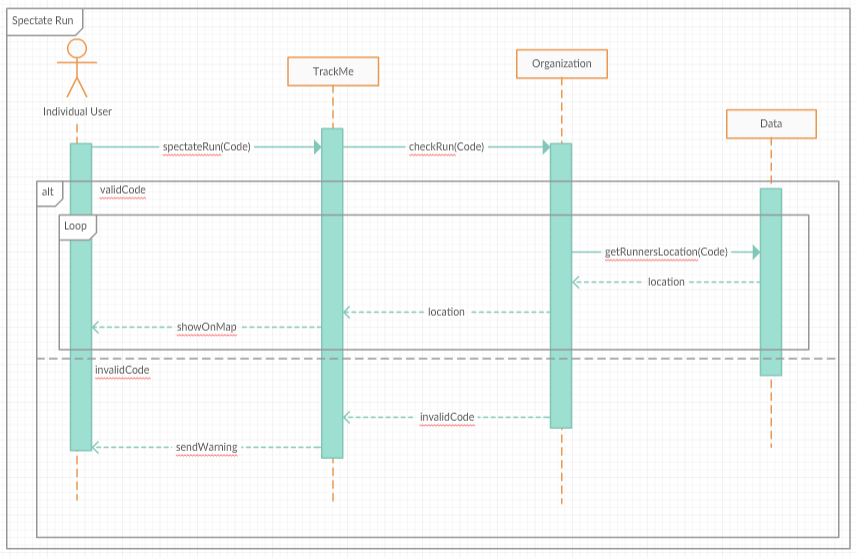 Spectate Run
Individual User
TrackMe
Organization
Data
spectateRun(Code)
checkRun(Code)
alt
validCode
Loop
getRunnersLocation(Code)
location
location
showOnMap
invalidCode
invalidCode
sendWarning